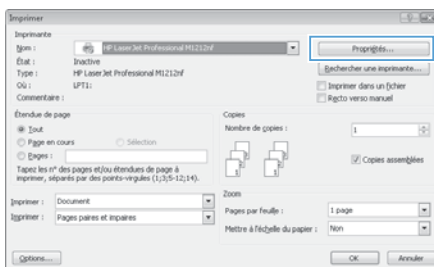 Imprimer
Imprimante
Nom :
HP LaserJet Professional M1212nf
Propriétés...
État :
Inactive
Type :
HP LaserJet Professional M1212nf
Rechercher une imprimante...
Où :
LPT1:
Imprimer dans un fichier
Commentaire :
Recto verso manuel
Étendue de page
Copies
Tout
Nombre de copies :
1
Page en cours
Sélection
Pages :
Copies assemblées
Tapez les n° des pages et/ou étendues de page à
imprimer, séparés par des points-virgules (1;3;5-12;14).
Imprimer :
Document
Zoom
Imprimer :
Pages paires et impaires
Pages par feuille :
1 page
Mettre à l'échelle du papier :
Non
Options...
OK
Annuler